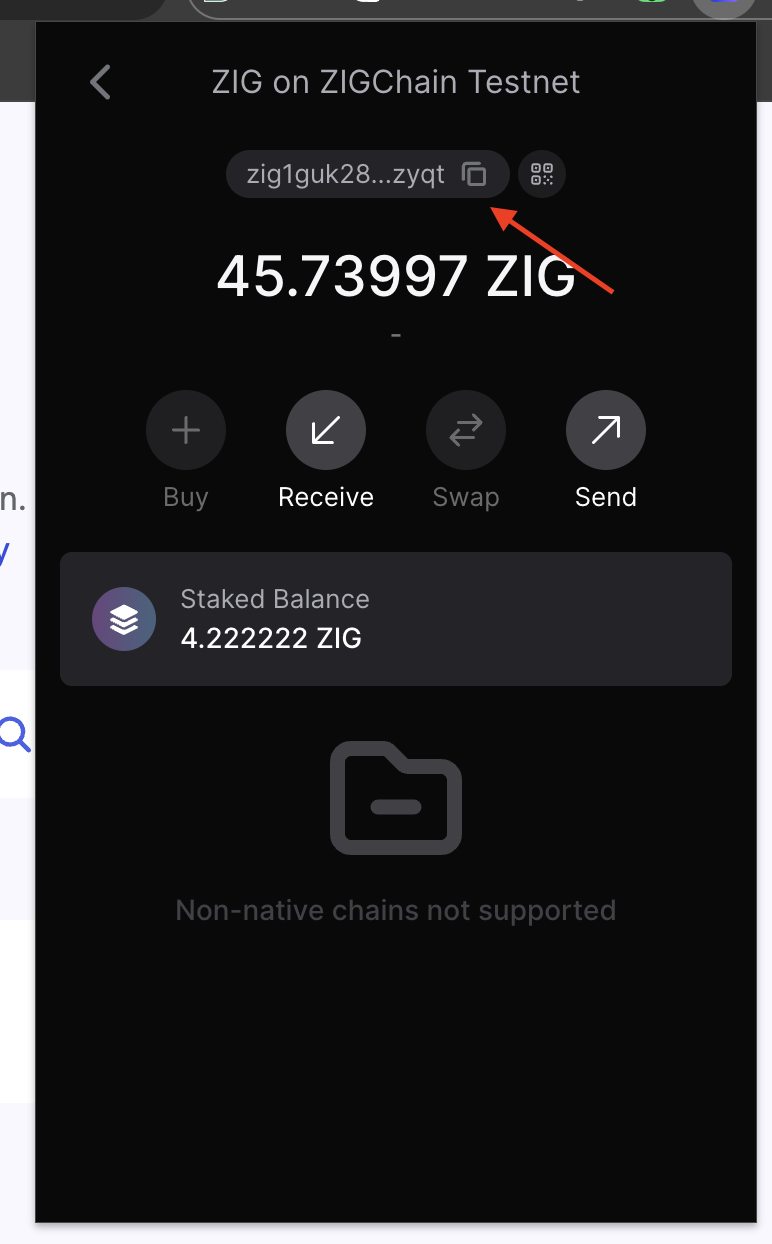 ZIG on ZIGChain Testnet
zig1guk28...zyqt
45.73997 ZIG
-
Buy Receive Swap Send
n.
y
Staked Balance
4.222222 ZIG
Non-native chains not supported